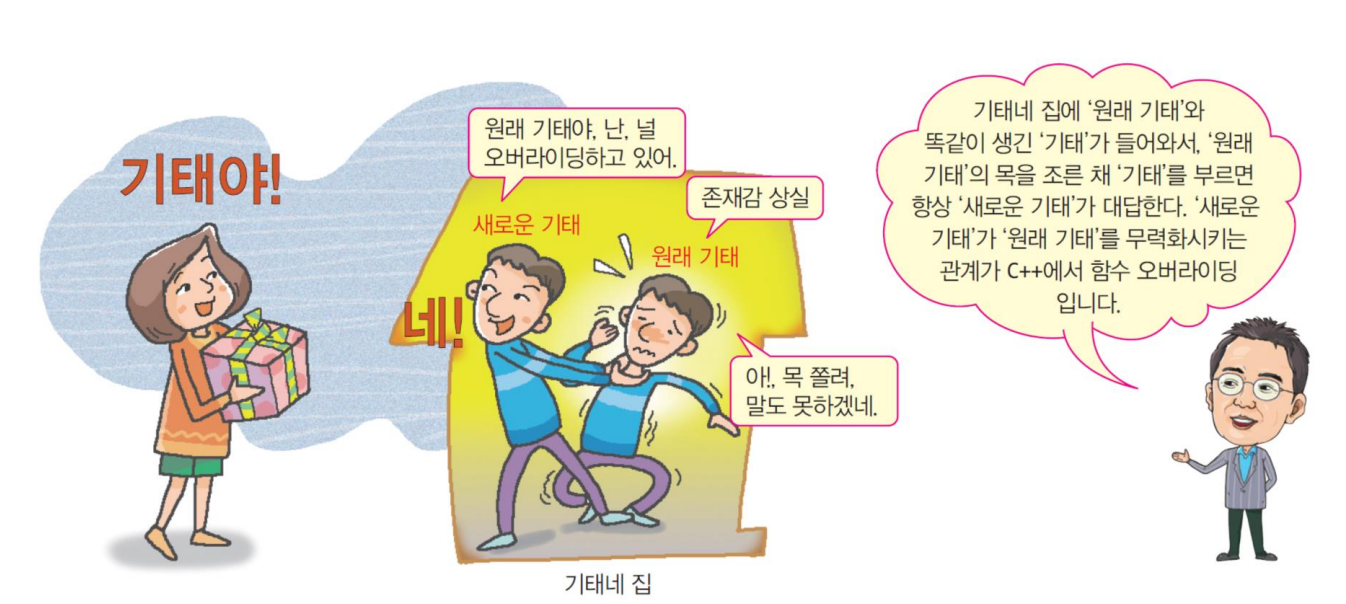 기태야!
원래 기태야, 난, 널
오버라이딩하고 있어.
존재감 상실
새로운 기태
원래 기태
네!
아!, 목 쫄려,
말도 못하겠네.
기태네 집
기태네 집에 ‘원래 기태’와
똑같이 생긴 ‘기태’가 들어와서, ‘원래
기태’의 목을 조른 채 ‘기태’를 부르면
항상 ‘새로운 기태’가 대답한다. ‘새로운
기태’가 ‘원래 기태’를 무력화시키는
관계가 C++에서 함수 오버라이딩
입니다.